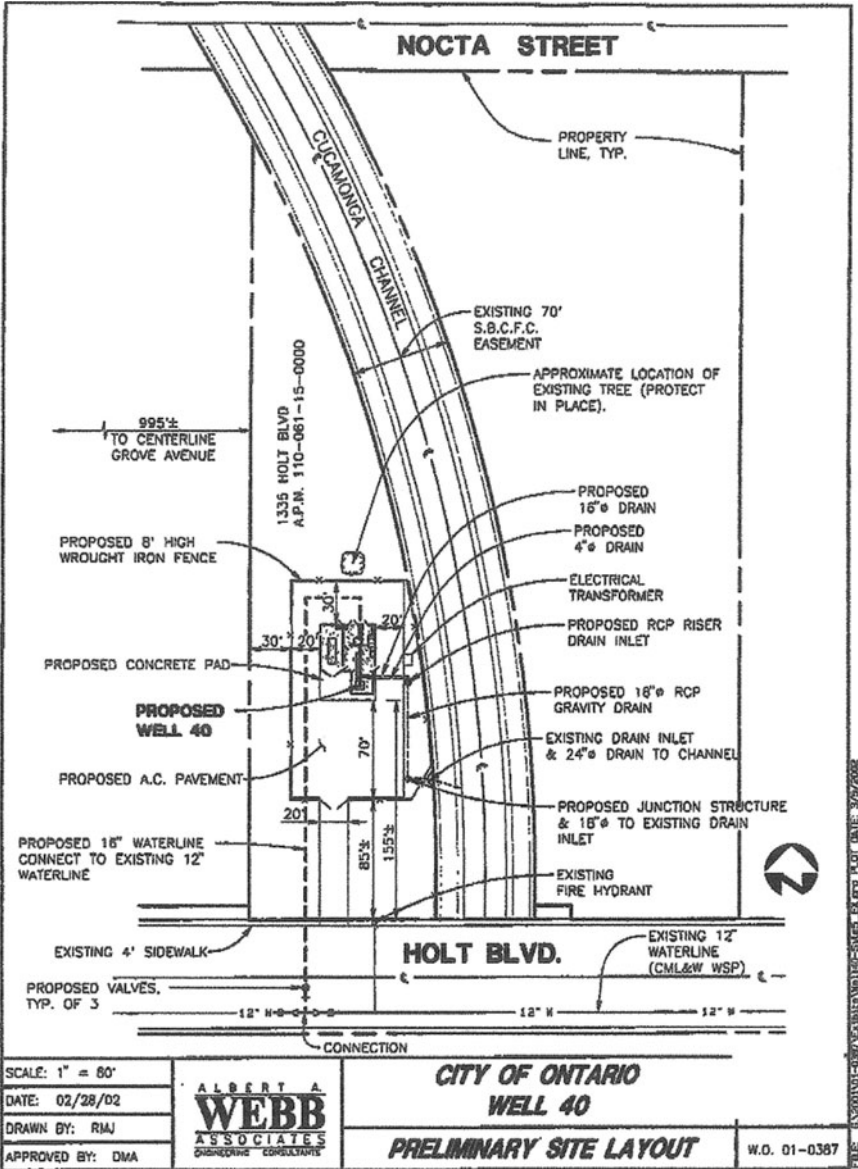 NOCTA STREET
PROPERTY
LINE, TYP.
CUCAMONGA
CHANNEL
EXISTING 70'
S.B.C.F.C.
EASEMENT
APPROXIMATE LOCATION OF
EXISTING TREE (PROTECT
IN PLACE).
995'±
TO CENTERLINE
GROVE AVENUE
1335 HOLT BLVD
A.P.N. 110-061-15-0000
PROPOSED
16"ø DRAIN
PROPOSED
4"ø DRAIN
PROPOSED 8' HIGH
WROUGHT IRON FENCE
ELECTRICAL
TRANSFORMER
30'
20'
30'
20'
PROPOSED RCP RISER
DRAIN INLET
PROPOSED CONCRETE PAD
PROPOSED 18"ø RCP
GRAVITY DRAIN
PROPOSED
WELL 40
EXISTING DRAIN INLET
& 24"ø DRAIN TO CHANNEL
70'
PROPOSED A.C. PAVEMENT
PROPOSED JUNCTION STRUCTURE
& 18"ø TO EXISTING DRAIN
INLET
20'
85'±
155'±
PROPOSED 16" WATERLINE
CONNECT TO EXISTING 12"
WATERLINE
EXISTING
FIRE HYDRANT
EXISTING 4' SIDEWALK
HOLT BLVD.
EXISTING 12"
WATERLINE
(CML&W WSP)
PROPOSED VALVES,
TYP. OF 3
12" W
12" W
12" W
CONNECTION
SCALE: 1" = 80'
DATE: 02/28/02
DRAWN BY: RMJ
APPROVED BY: DMA
ALBERT A.
WEBB
ASSOCIATES
ENGINEERING CONSULTANTS
CITY OF ONTARIO
WELL 40
PRELIMINARY SITE LAYOUT
W.O. 01-0387